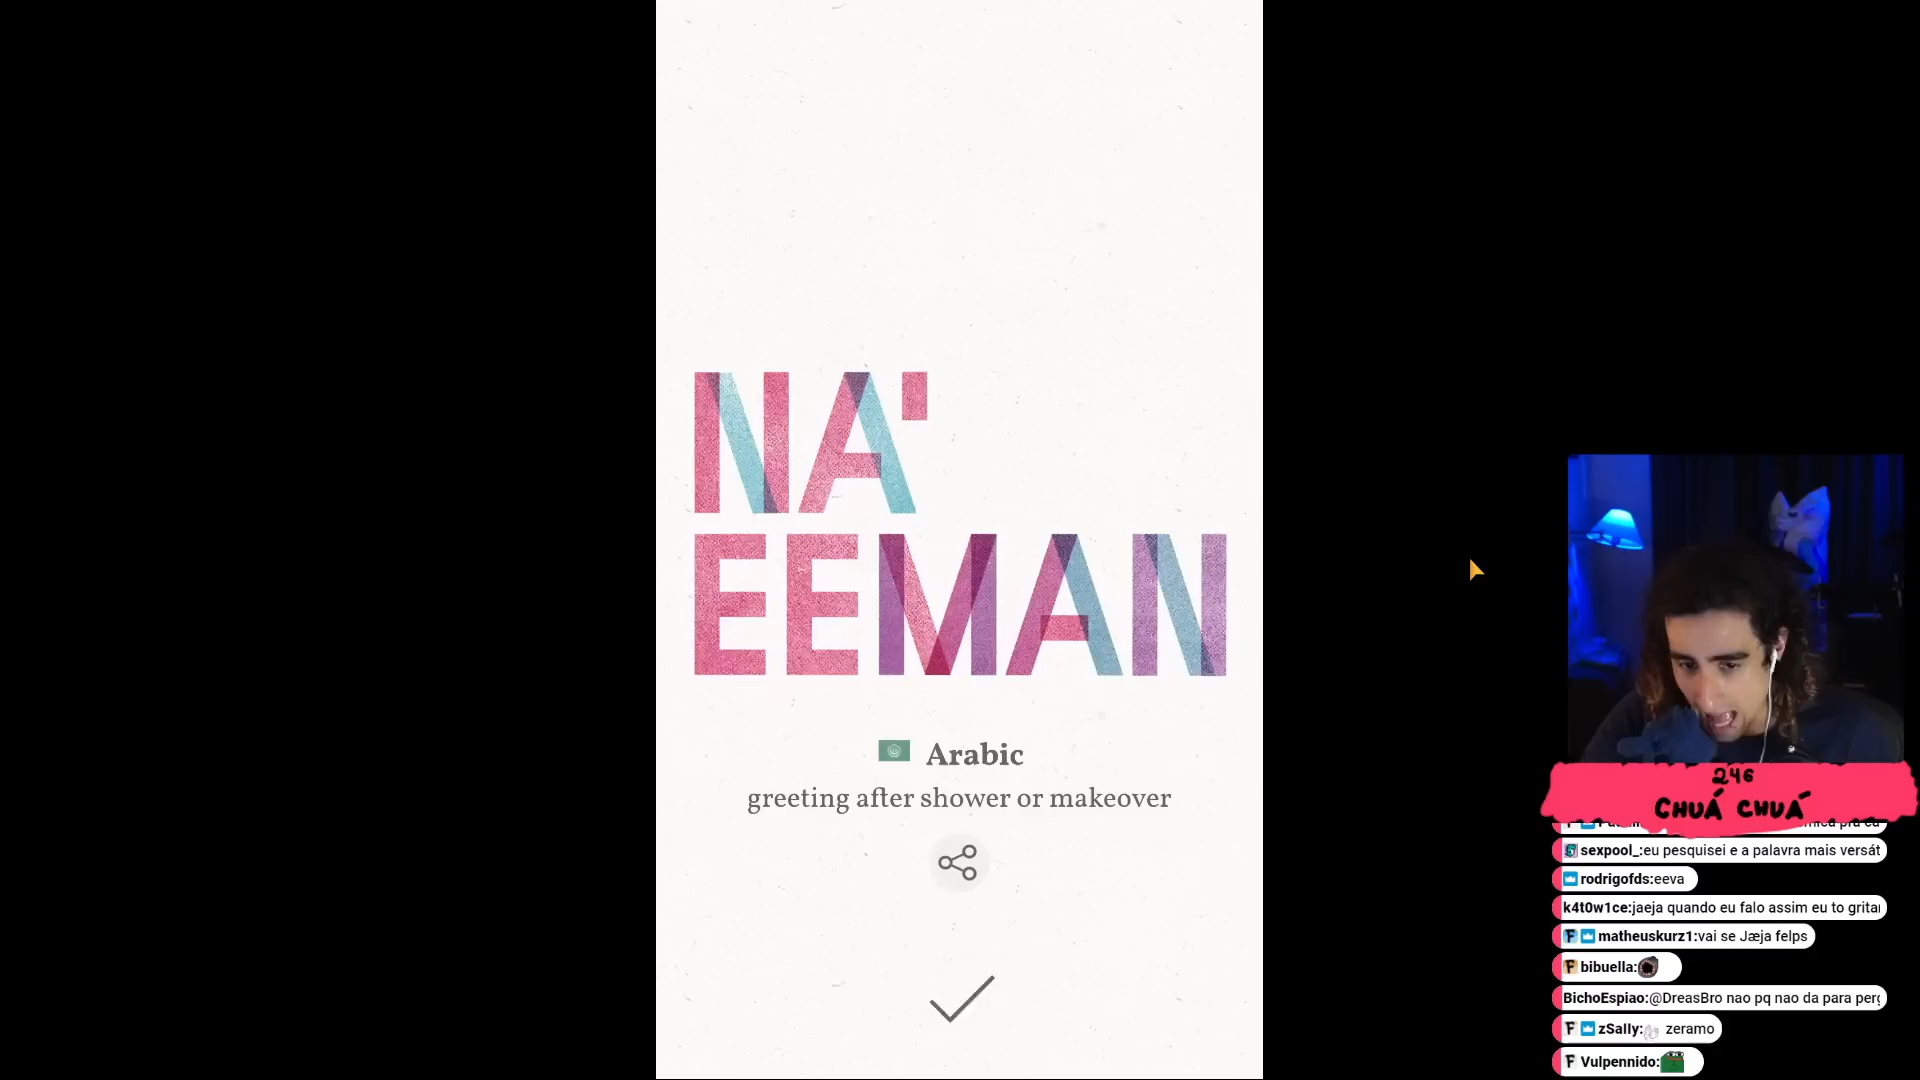 NA'
EEMAN
Arabic
greeting after shower or makeover
246
CHUÁ CHUÁ
sexpool_:eu pesquisei e a palavra mais versát
rodrigofds:eeva
k4t0w1ce:jaeja quando eu falo assim eu to grita
matheuskurz1:vai se Jæja felps
bibuella:
BichoEspiao:@DreasBro nao pq nao da para per
zSally: zeramo
Vulpennido: